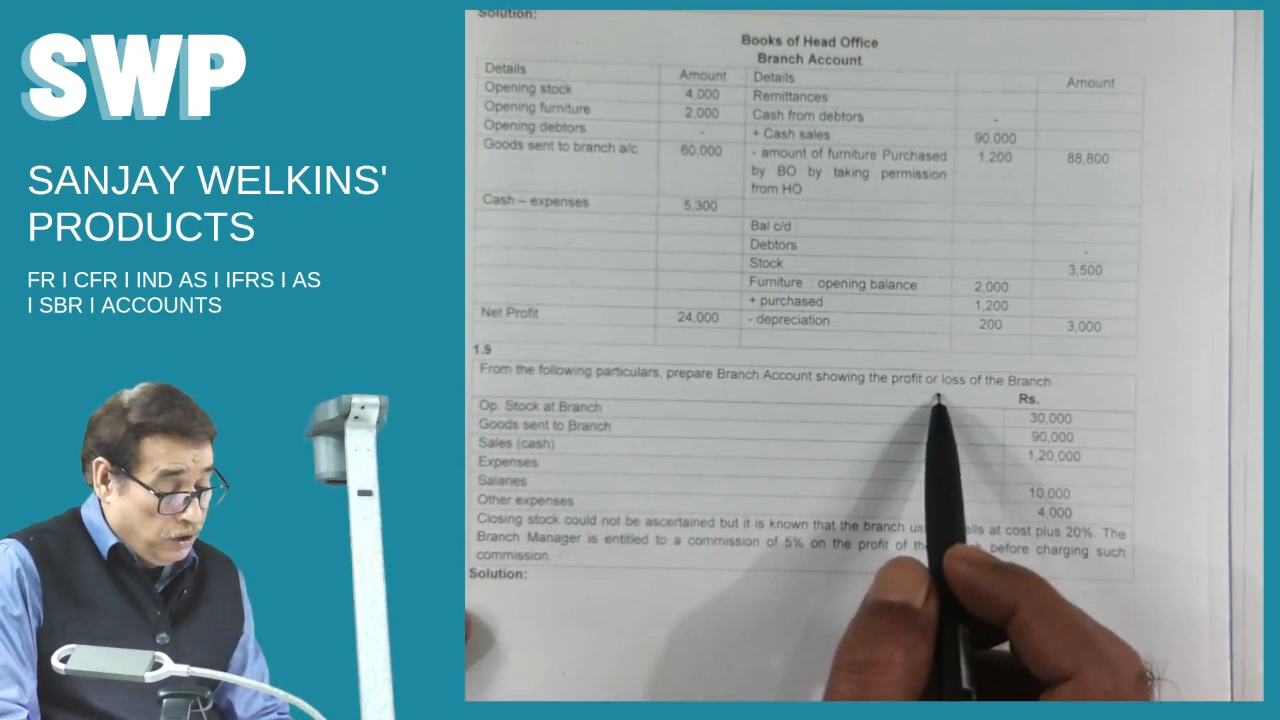 SWP
SANJAY WELKINS'
PRODUCTS
FR I CFR I IND AS I IFRS I AS
I SBR I ACCOUNTS
Solution:
Books of Head Office
Branch Account
Details Amount Details Amount
Opening stock 4,000 Remittances
Opening furniture 2,000 Cash from debtors -
Opening debtors - + Cash sales 90,000
Goods sent to branch a/c 60,000 - amount of furniture Purchased 1,200 88,800
by BO by taking permission
from HO
Cash – expenses 5,300
Bal c/d :
Debtors -
Stock 3,500
Furniture : opening balance 2,000
+ purchased 1,200
Net Profit 24,000 - depreciation 200 3,000
1.9
From the following particulars, prepare Branch Account showing the profit or loss of the Branch
Rs.
Op. Stock at Branch 30,000
Goods sent to Branch 90,000
Sales (cash) 1,20,000
Expenses
Salaries 10,000
Other expenses 4,000
Closing stock could not be ascertained but it is known that the branch at cost plus 20%. The
Branch Manager is entitled to a commission of 5% on the profit of before charging such
commission.
Solution: